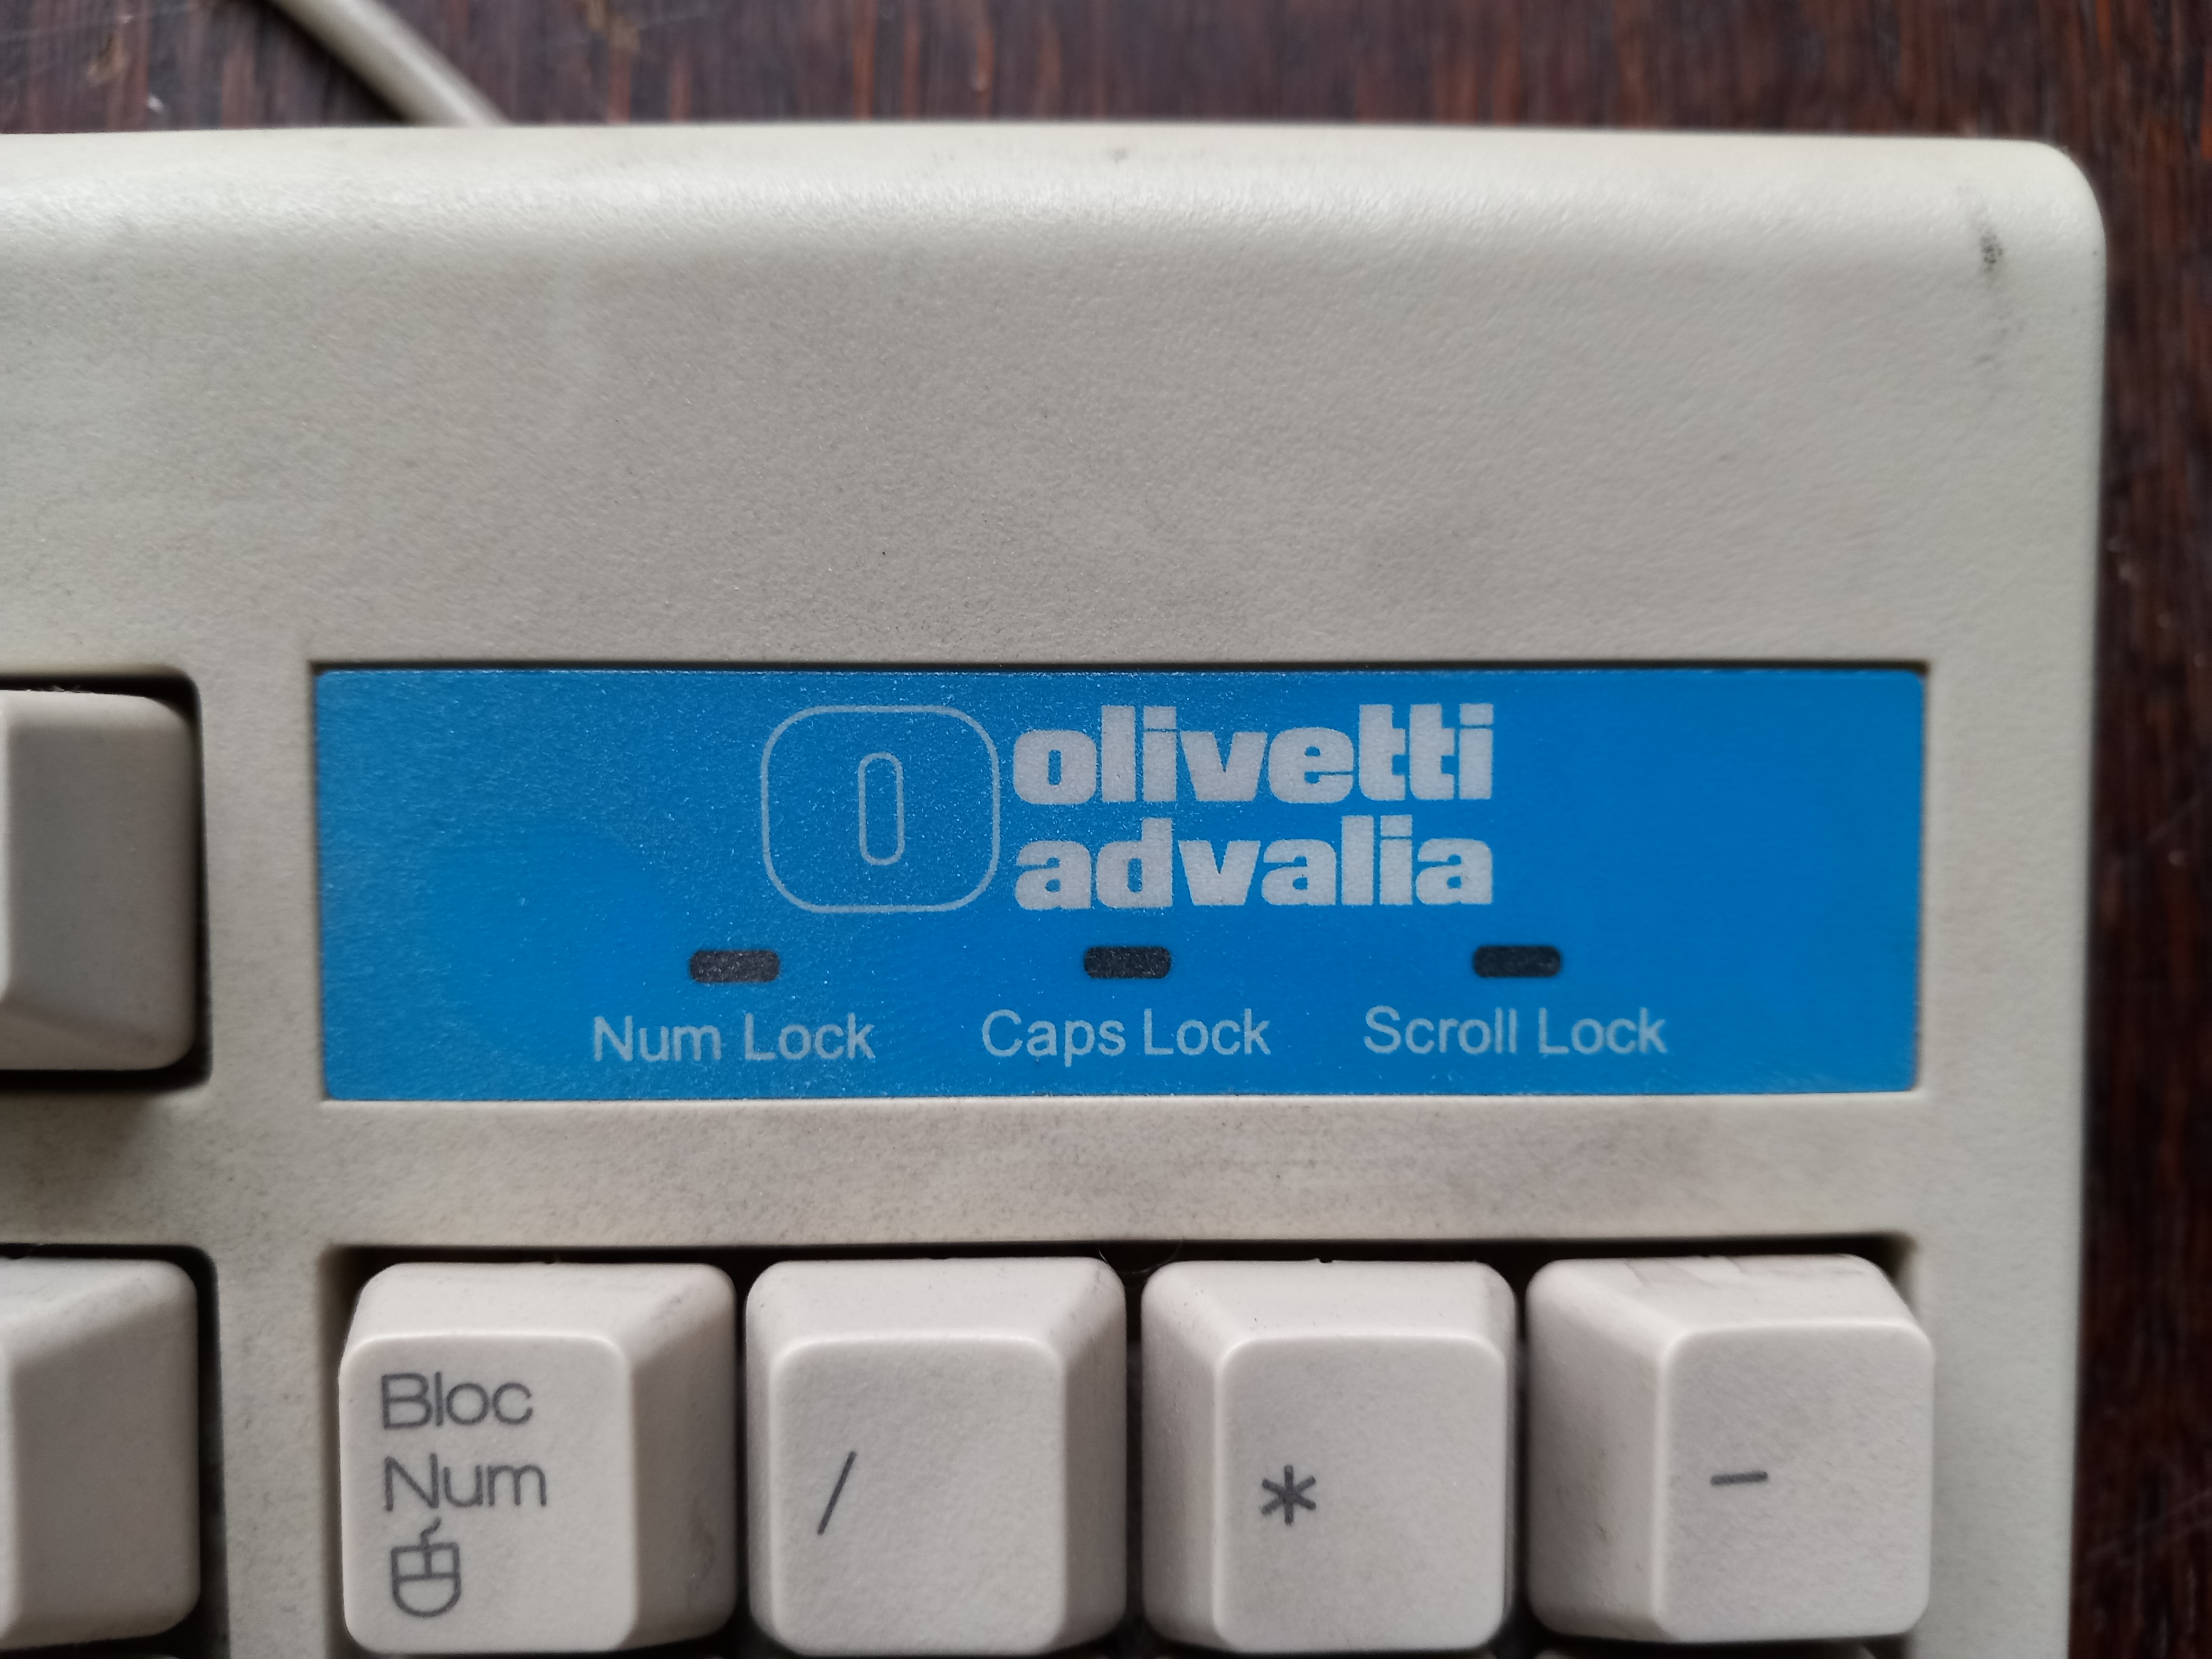 olivetti
advalia
Num Lock
Caps Lock
Scroll Lock
Bloc
Num
/
*
-